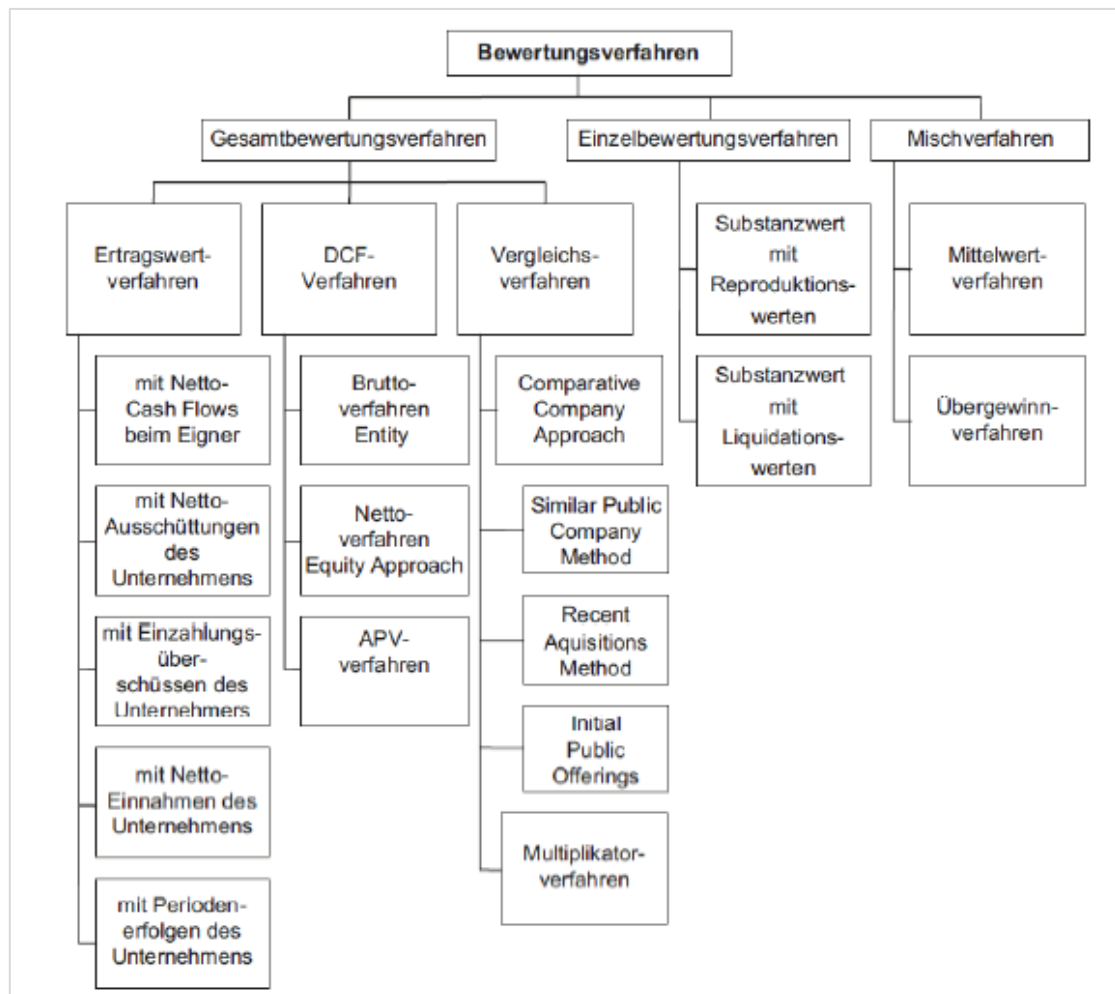 Bewertungsverfahren
Gesamtbewertungsverfahren
Einzelbewertungsverfahren
Mischverfahren
Ertragswert-
verfahren
DCF-
Verfahren
Vergleichs-
verfahren
Substanzwert
mit
Reproduktions-
werten
Mittelwert-
verfahren
mit Netto-
Cash Flows
beim Eigner
Brutto-
verfahren
Entity
Comparative
Company
Approach
Substanzwert
mit
Liquidations-
werten
Übergewinn-
verfahren
mit Netto-
Ausschüttungen
des
Unternehmens
Netto-
verfahren
Equity Approach
Similar Public
Company
Method
mit Einzahlungs-
über-
schüssen des
Unternehmers
APV-
verfahren
Recent
Aquisitions
Method
mit Netto-
Einnahmen des
Unternehmens
Initial
Public
Offerings
mit Perioden-
erfolgen des
Unternehmens
Multiplikator-
verfahren